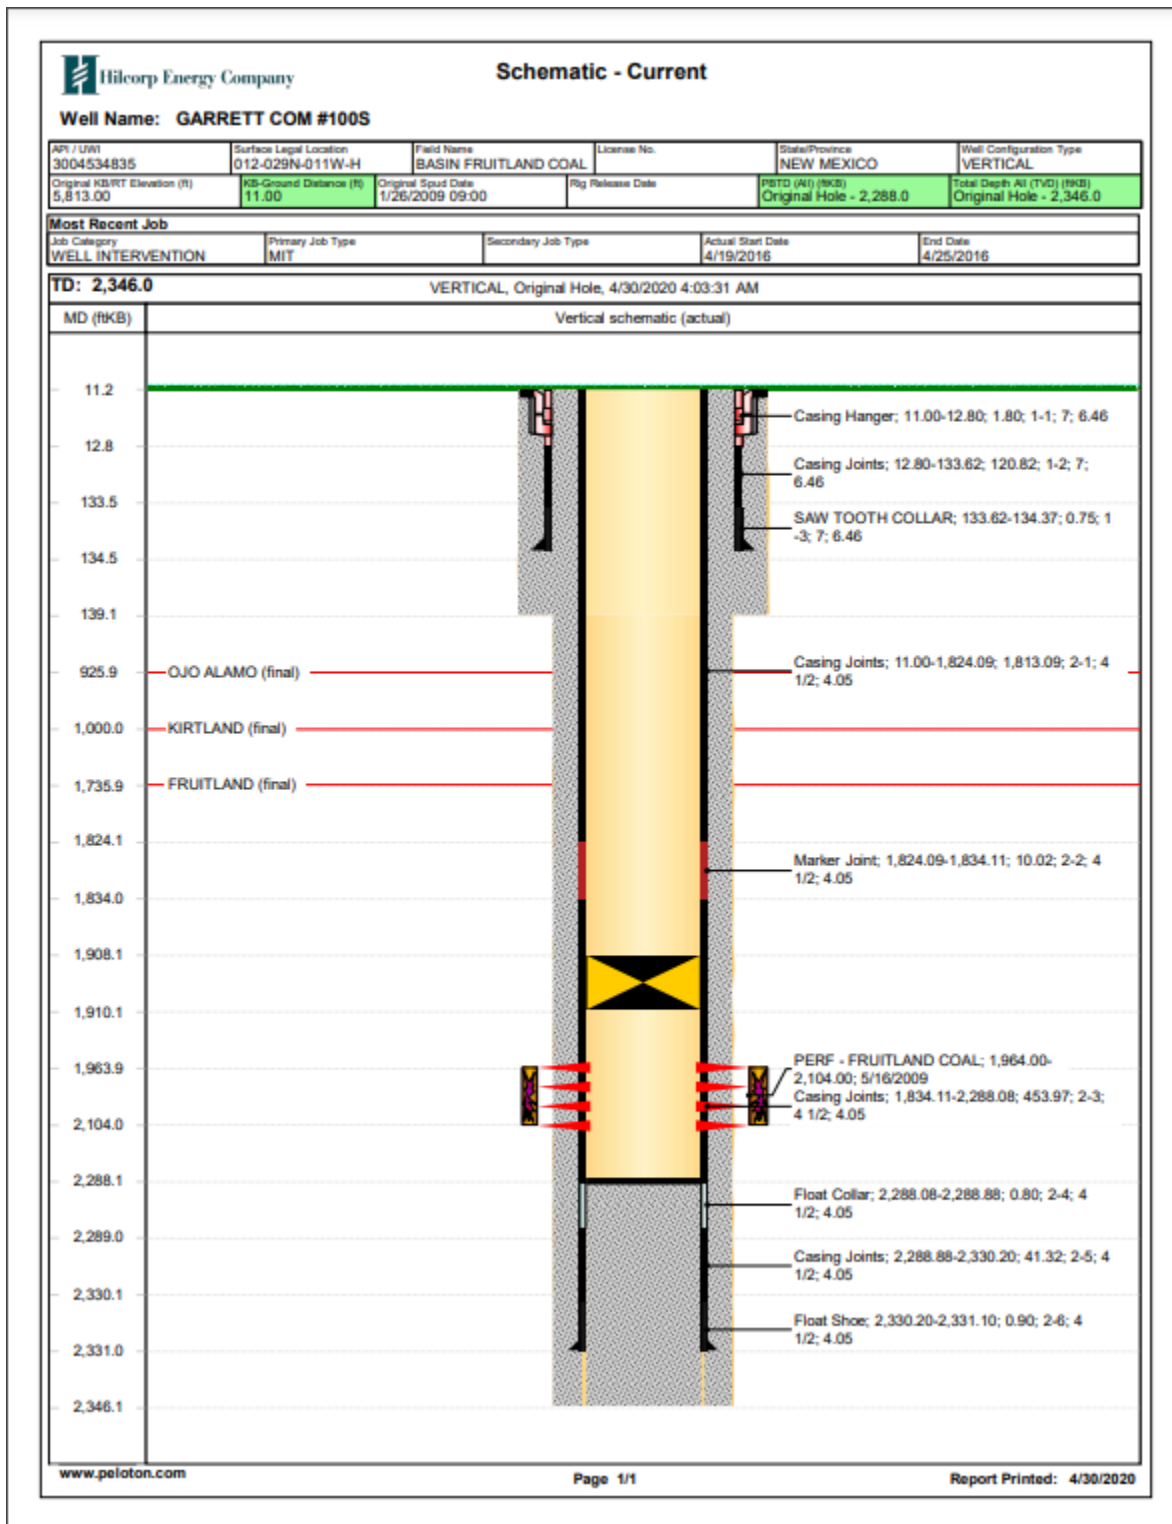 Hilcorp Energy Company
Schematic - Current
Well Name: GARRETT COM #100S
API / UWI
3004534835
Surface Legal Location
012-029N-011W-H
Field Name
BASIN FRUITLAND COAL
License No.
State/Province
NEW MEXICO
Well Configuration Type
VERTICAL
Original KB/RT Elevation (ft)
5,813.00
KB-Ground Distance (ft)
11.00
Original Spud Date
1/26/2009 09:00
Rig Release Date
PBTD (All) (ftKB)
Original Hole - 2,288.0
Total Depth All (TVD) (ftKB)
Original Hole - 2,346.0
Most Recent Job
Job Category
WELL INTERVENTION
Primary Job Type
MIT
Secondary Job Type
Actual Start Date
4/19/2016
End Date
4/25/2016
TD: 2,346.0
VERTICAL, Original Hole, 4/30/2020 4:03:31 AM
MD (ftKB)
Vertical schematic (actual)
11.2
Casing Hanger; 11.00-12.80; 1.80; 1-1; 7; 6.46
12.8
Casing Joints; 12.80-133.62; 120.82; 1-2; 7;
6.46
133.5
SAW TOOTH COLLAR; 133.62-134.37; 0.75; 1
-3; 7; 6.46
134.5
139.1
925.9
OJO ALAMO (final)
Casing Joints; 11.00-1,824.09; 1,813.09; 2-1; 4
1/2; 4.05
1,000.0
KIRTLAND (final)
1,735.9
FRUITLAND (final)
1,824.1
Marker Joint; 1,824.09-1,834.11; 10.02; 2-2; 4
1/2; 4.05
1,834.0
1,908.1
1,910.1
1,963.9
PERF - FRUITLAND COAL; 1,964.00-
2,104.00; 5/16/2009
Casing Joints; 1,834.11-2,288.08; 453.97; 2-3;
4 1/2; 4.05
2,104.0
2,288.1
Float Collar; 2,288.08-2,288.88; 0.80; 2-4; 4
1/2; 4.05
2,289.0
Casing Joints; 2,288.88-2,330.20; 41.32; 2-5; 4
1/2; 4.05
2,330.1
Float Shoe; 2,330.20-2,331.10; 0.90; 2-6; 4
1/2; 4.05
2,331.0
2,346.1
www.peloton.com
Page 1/1
Report Printed: 4/30/2020